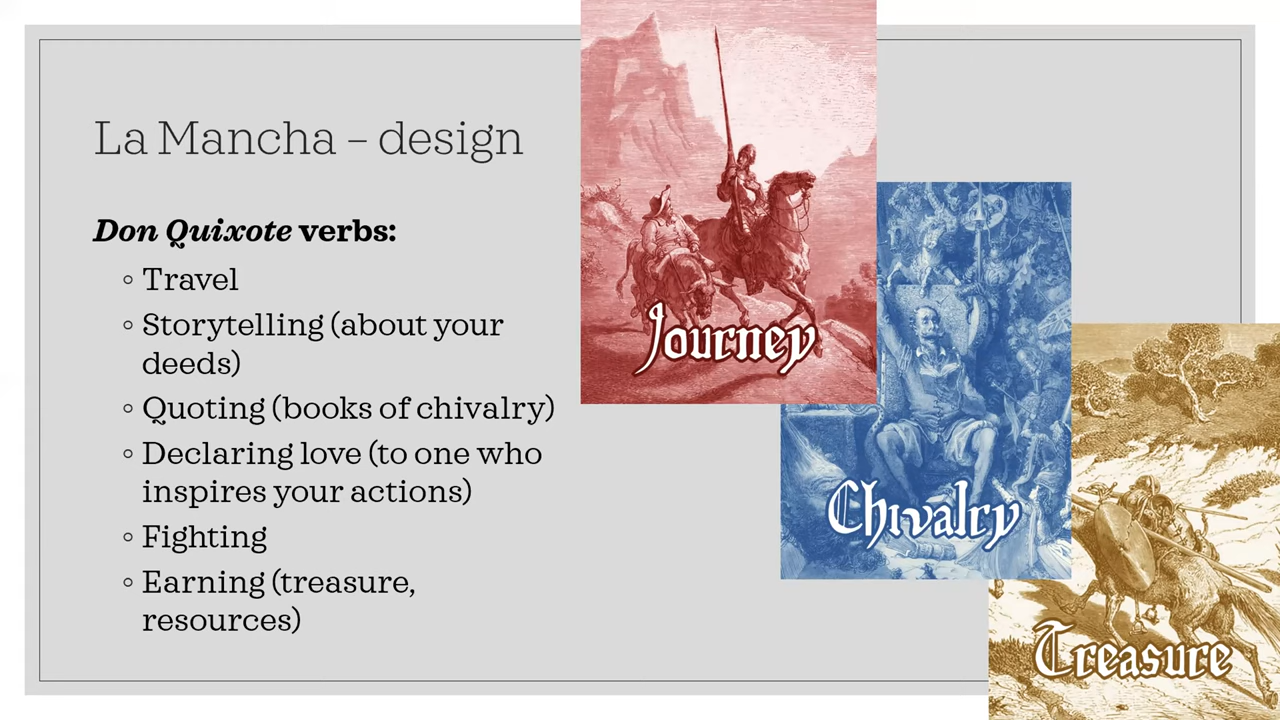 La Mancha – design
Don Quixote verbs:
◦ Travel
◦ Storytelling (about your
deeds)
◦ Quoting (books of chivalry)
◦ Declaring love (to one who
inspires your actions)
◦ Fighting
◦ Earning (treasure,
resources)
Journey
Chivalry
Treasure